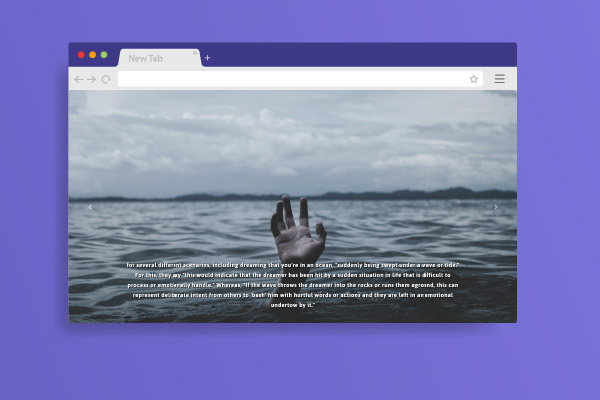 New Tab
for several different scenarios, including dreaming that you're in an ocean, "suddenly being swept under a wave or tide."
For this, they say "this would indicate that the dreamer has been hit by a sudden situation in life that is difficult to
process or emotionally handle." Whereas, "If the wave throws the dreamer into the rocks or runs them aground, this can
represent deliberate intent from others to 'bash' him with hurtful words or actions and they are left in an emotional
undertow by it."